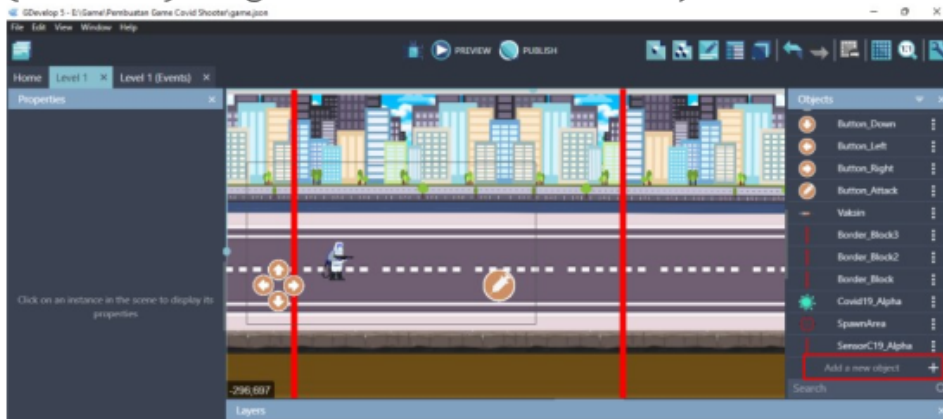 GDevelop 5 - E:\Game\Pembuatan Game Covid Shooter\game.json
File Edit View Window Help
PREVIEW PUBLISH
Home Level 1 × Level 1 (Events) ×
Properties ×
Objects
Button_Down
Button_Left
Button_Right
Button_Attack
Vaksin
Border_Block3
Border_Block2
Border_Block
Click on an instance in the scene to display its
properties
Covid19_Alpha
SpawnArea
SensorC19_Alpha
Add a new object +
-296;697
Search
Layers